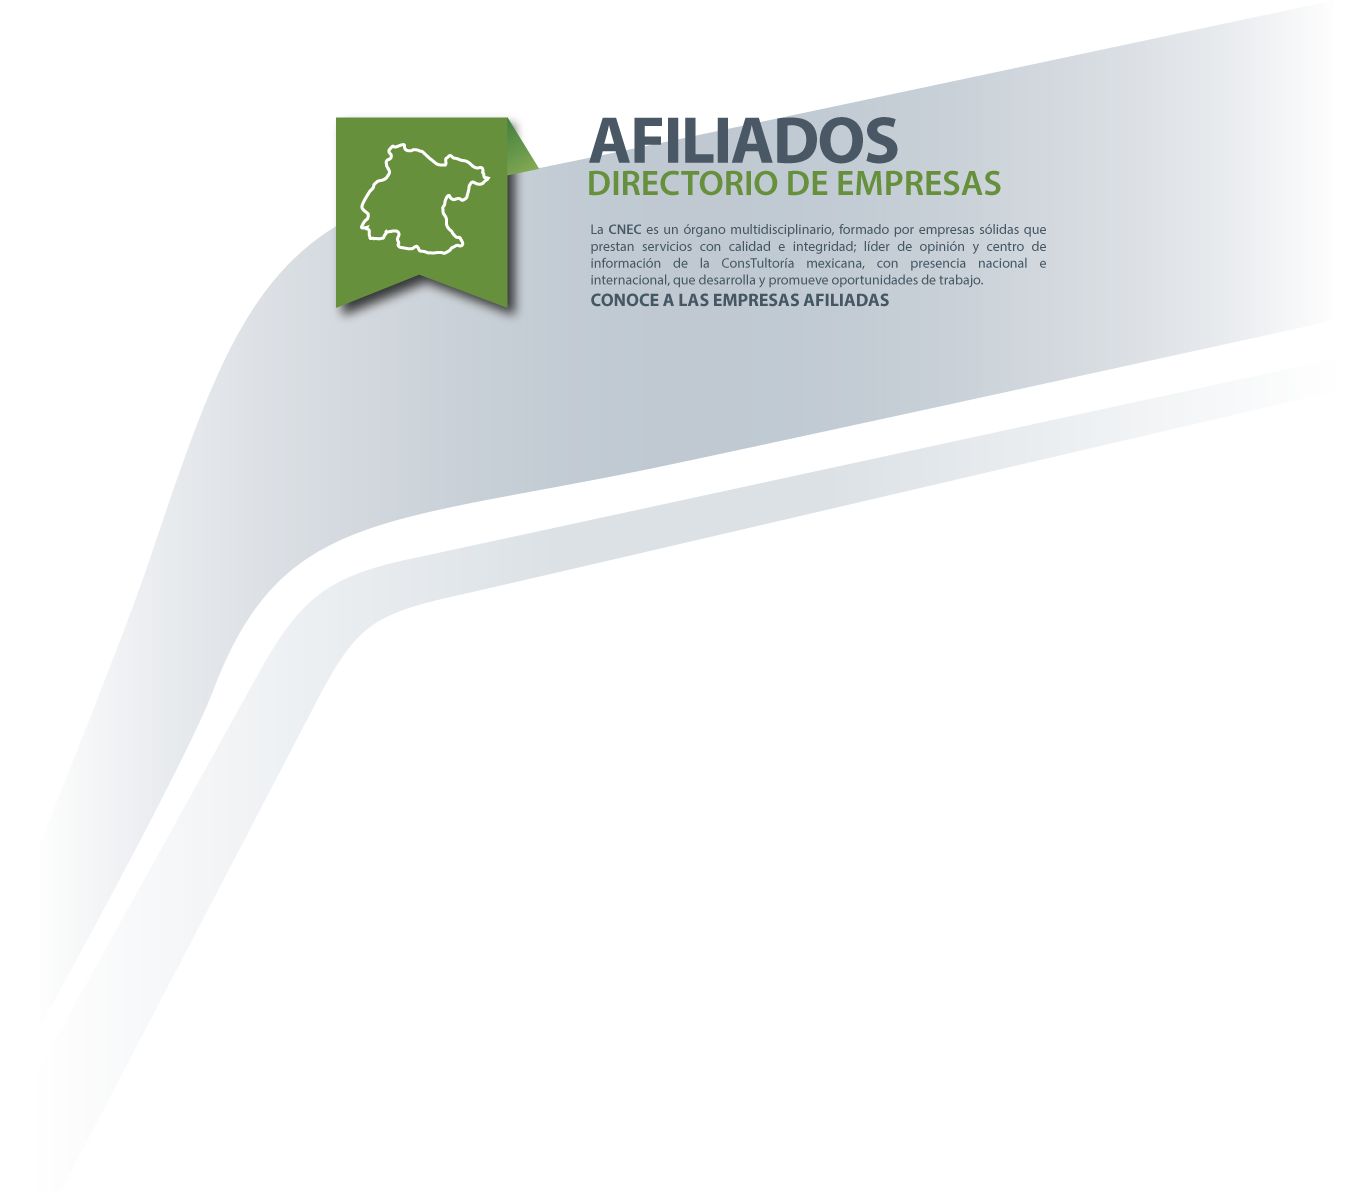 AFILIADOS
DIRECTORIO DE EMPRESAS
La CNEC es un órgano multidisciplinario, formado por empresas sólidas que
prestan servicios con calidad e integridad; líder de opinión y centro de
información de la ConsTultoría mexicana, con presencia nacional e
internacional, que desarrolla y promueve oportunidades de trabajo.
CONOCE A LAS EMPRESAS AFILIADAS